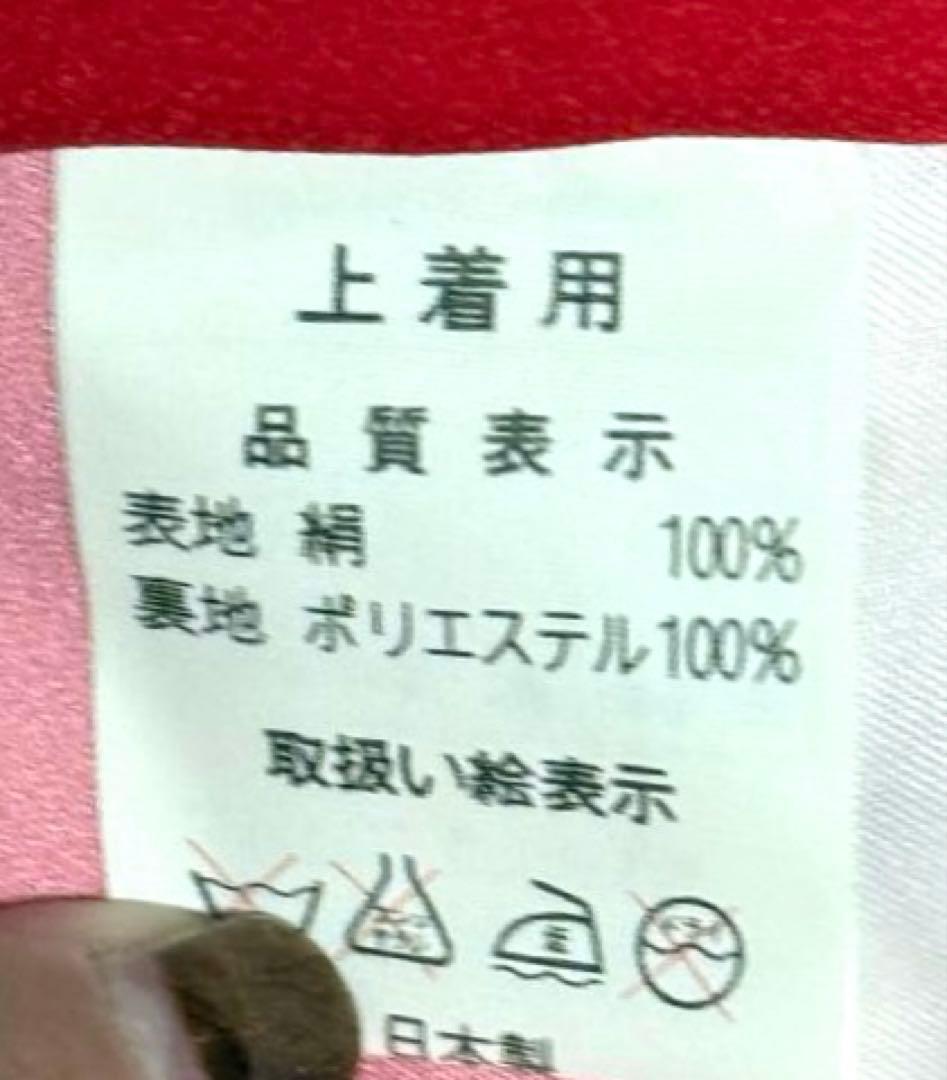 上着用
品質表示
表地 絹 100%
裏地 ポリエステル100%
取扱い絵表示
日本製